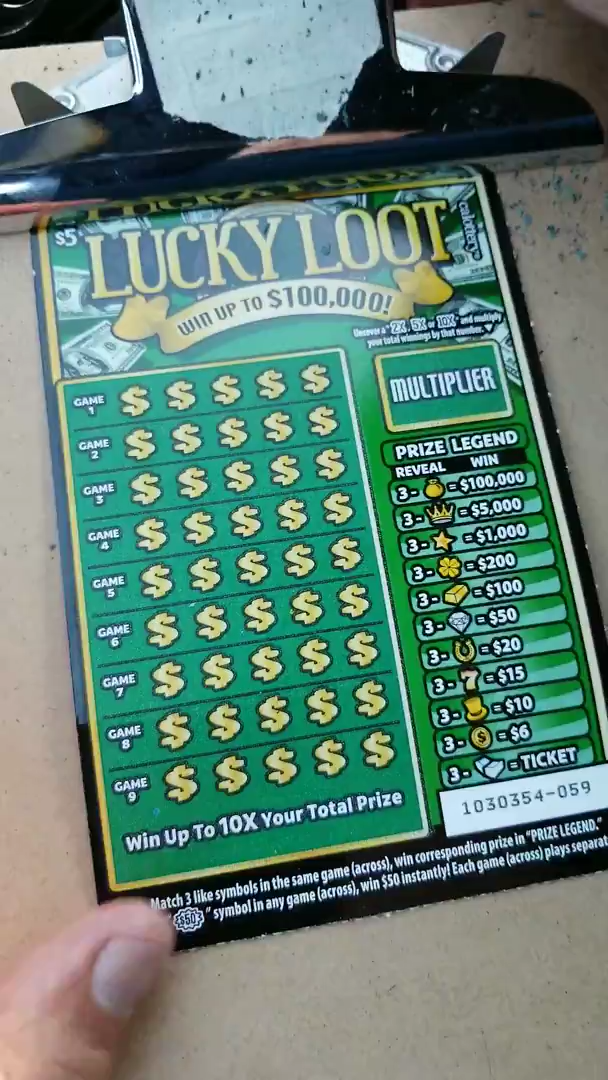 $5
LUCKY LOOT
calottery
WIN UP TO $100,000!
Uncover a "2X, 5X or 10X" and multiply
your total winnings by that number.
MULTIPLIER
GAME
1
$ $ $ $ $
GAME
2
$ $ $ $ $
GAME
3
$ $ $ $ $
GAME
4
$ $ $ $ $
GAME
5
$ $ $ $ $
GAME
6
$ $ $ $ $
GAME
7
$ $ $ $ $
GAME
8
$ $ $ $ $
GAME
9
$ $ $ $ $
Win Up To 10X Your Total Prize
PRIZE LEGEND
REVEAL WIN
3- = $100,000
3- = $5,000
3- = $1,000
3- = $200
3- = $100
3- = $50
3- = $20
3- 7 = $15
3- = $10
3- $ = $6
3- = TICKET
1030354-059
Match 3 like symbols in the same game (across), win corresponding prize in "PRIZE LEGEND."
$50" symbol in any game (across), win $50 instantly! Each game (across) plays